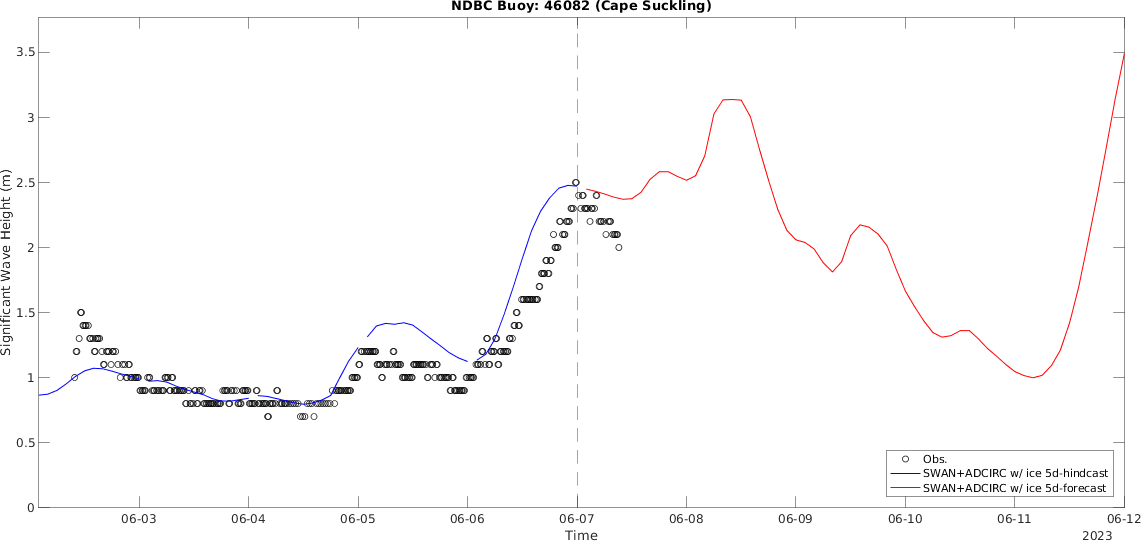 NDBC Buoy: 46082 (Cape Suckling)
3.5
3
2.5
2
1.5
1
0.5
0
Significant Wave Height (m)
Obs.
SWAN+ADCIRC w/ ice 5d-hindcast
SWAN+ADCIRC w/ ice 5d-forecast
06-03 06-04 06-05 06-06 06-07 06-08 06-09 06-10 06-11 06-12
Time
2023